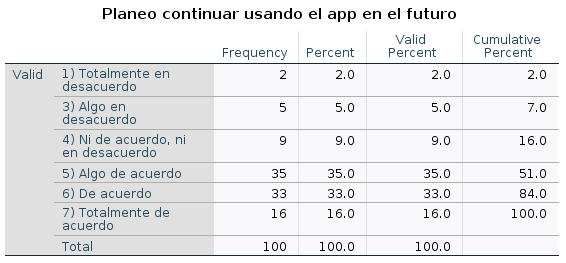 Planeo continuar usando el app en el futuro
Frequency Percent Valid Percent Cumulative Percent
Valid 1) Totalmente en desacuerdo 2 2.0 2.0 2.0
3) Algo en desacuerdo 5 5.0 5.0 7.0
4) Ni de acuerdo, ni en desacuerdo 9 9.0 9.0 16.0
5) Algo de acuerdo 35 35.0 35.0 51.0
6) De acuerdo 33 33.0 33.0 84.0
7) Totalmente de acuerdo 16 16.0 16.0 100.0
Total 100 100.0 100.0